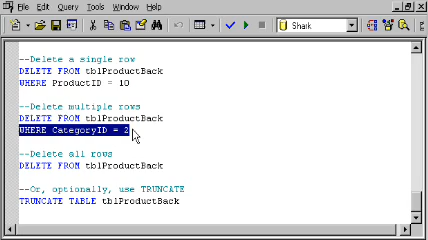 File Edit Query Tools Window Help
Shark
--Delete a single row
DELETE FROM tblProductBack
WHERE ProductID = 10
--Delete multiple rows
DELETE FROM tblProductBack
WHERE CategoryID = 2
--Delete all rows
DELETE FROM tblProductBack
--Or, optionally, use TRUNCATE
TRUNCATE TABLE tblProductBack